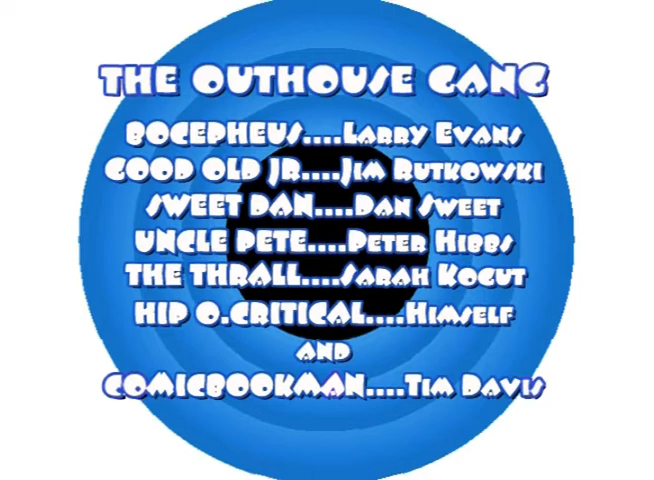 THE OUTHOUSE GANG
BOCEPHEUS....Larry Evans
GOOD OLD JR....Jim Rutkowski
SWEET DAN....Dan Sweet
UNCLE PETE....Peter Hibbs
THE THRALL....Sarah Kogut
HIP O.CRITICAL....Himself
AND
COMICBOOKMAN....Tim Davis